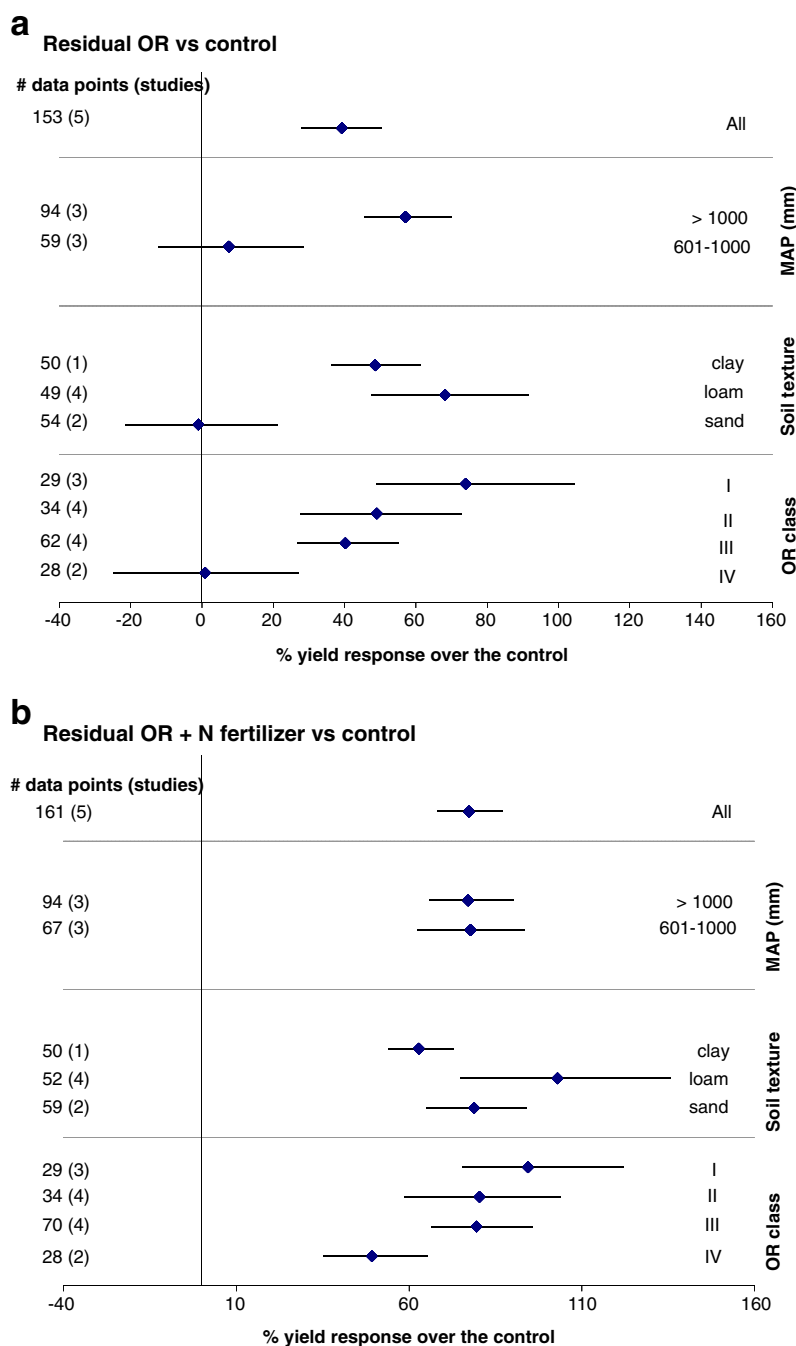 a
Residual OR vs control
# data points (studies)
153 (5) All
94 (3) > 1000
59 (3) 601-1000
MAP (mm)
50 (1) clay
49 (4) loam
54 (2) sand
Soil texture
29 (3) I
34 (4) II
62 (4) III
28 (2) IV
OR class
-40 -20 0 20 40 60 80 100 120 140 160
% yield response over the control
b
Residual OR + N fertilizer vs control
# data points (studies)
161 (5) All
94 (3) > 1000
67 (3) 601-1000
MAP (mm)
50 (1) clay
52 (4) loam
59 (2) sand
Soil texture
29 (3) I
34 (4) II
70 (4) III
28 (2) IV
OR class
-40 10 60 110 160
% yield response over the control